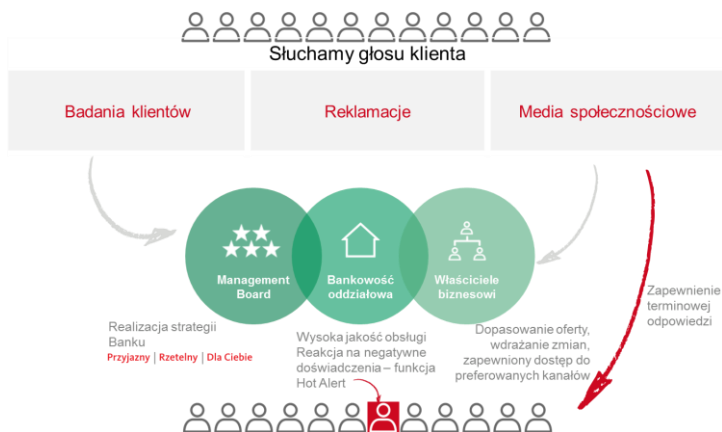 Słuchamy głosu klienta
Badania klientów
Reklamacje
Media społecznościowe
Management
Board
Bankowość
oddziałowa
Właściciele
biznesowi
Zapewnienie
terminowej
odpowiedzi
Realizacja strategii
Banku
Przyjazny | Rzetelny | Dla Ciebie
Wysoka jakość obsługi
Reakcja na negatywne
doświadczenia – funkcja
Hot Alert
Dopasowanie oferty,
wdrażanie zmian,
zapewniony dostęp do
preferowanych kanałów